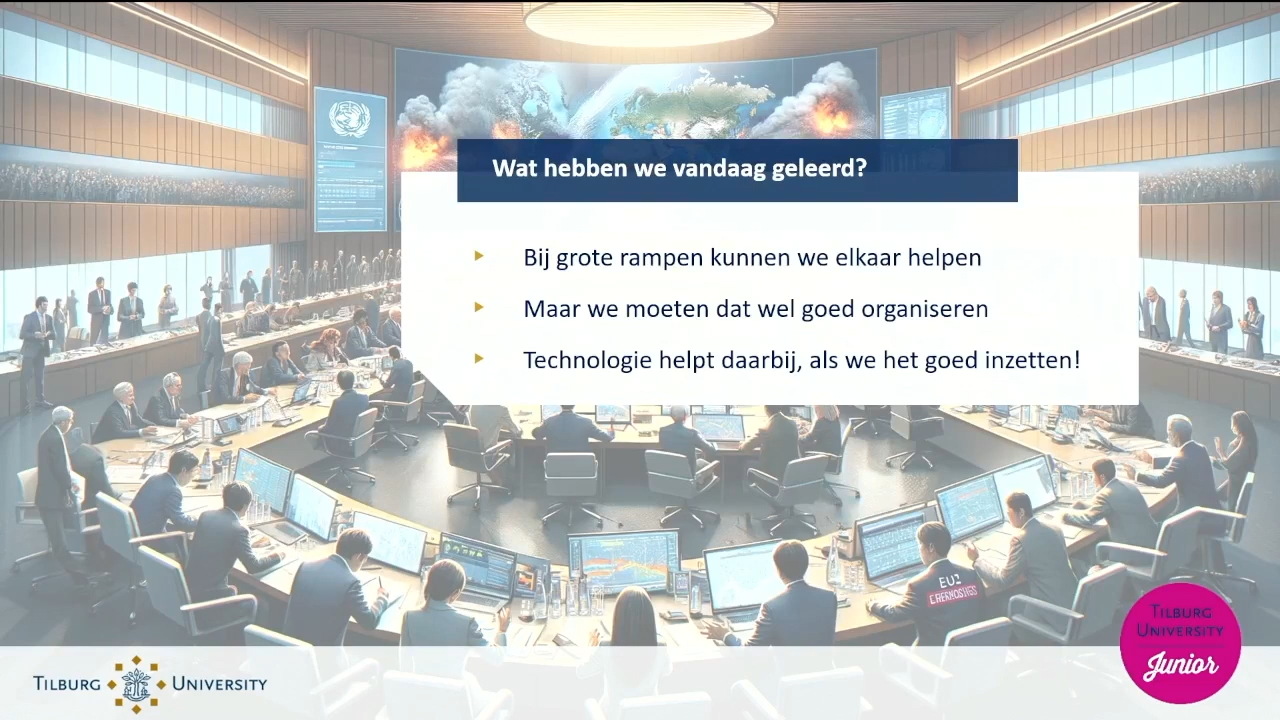 Wat hebben we vandaag geleerd?
Bij grote rampen kunnen we elkaar helpen
Maar we moeten dat wel goed organiseren
Technologie helpt daarbij, als we het goed inzetten!
TILBURG UNIVERSITY
TILBURG
UNIVERSITY
Junior